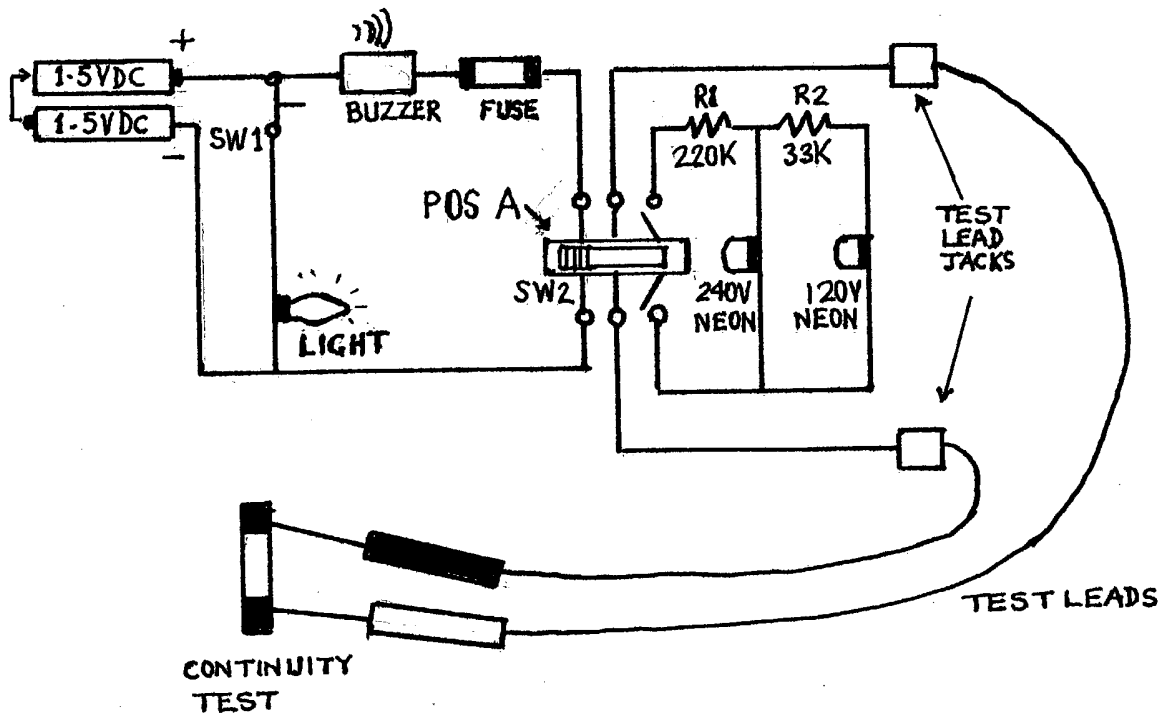 +
1.5VDC
1.5VDC
−
SW1
BUZZER
FUSE
R1
220K
R2
33K
POS A
SW2
240V
NEON
120V
NEON
LIGHT
TEST
LEAD
JACKS
TEST LEADS
CONTINUITY
TEST